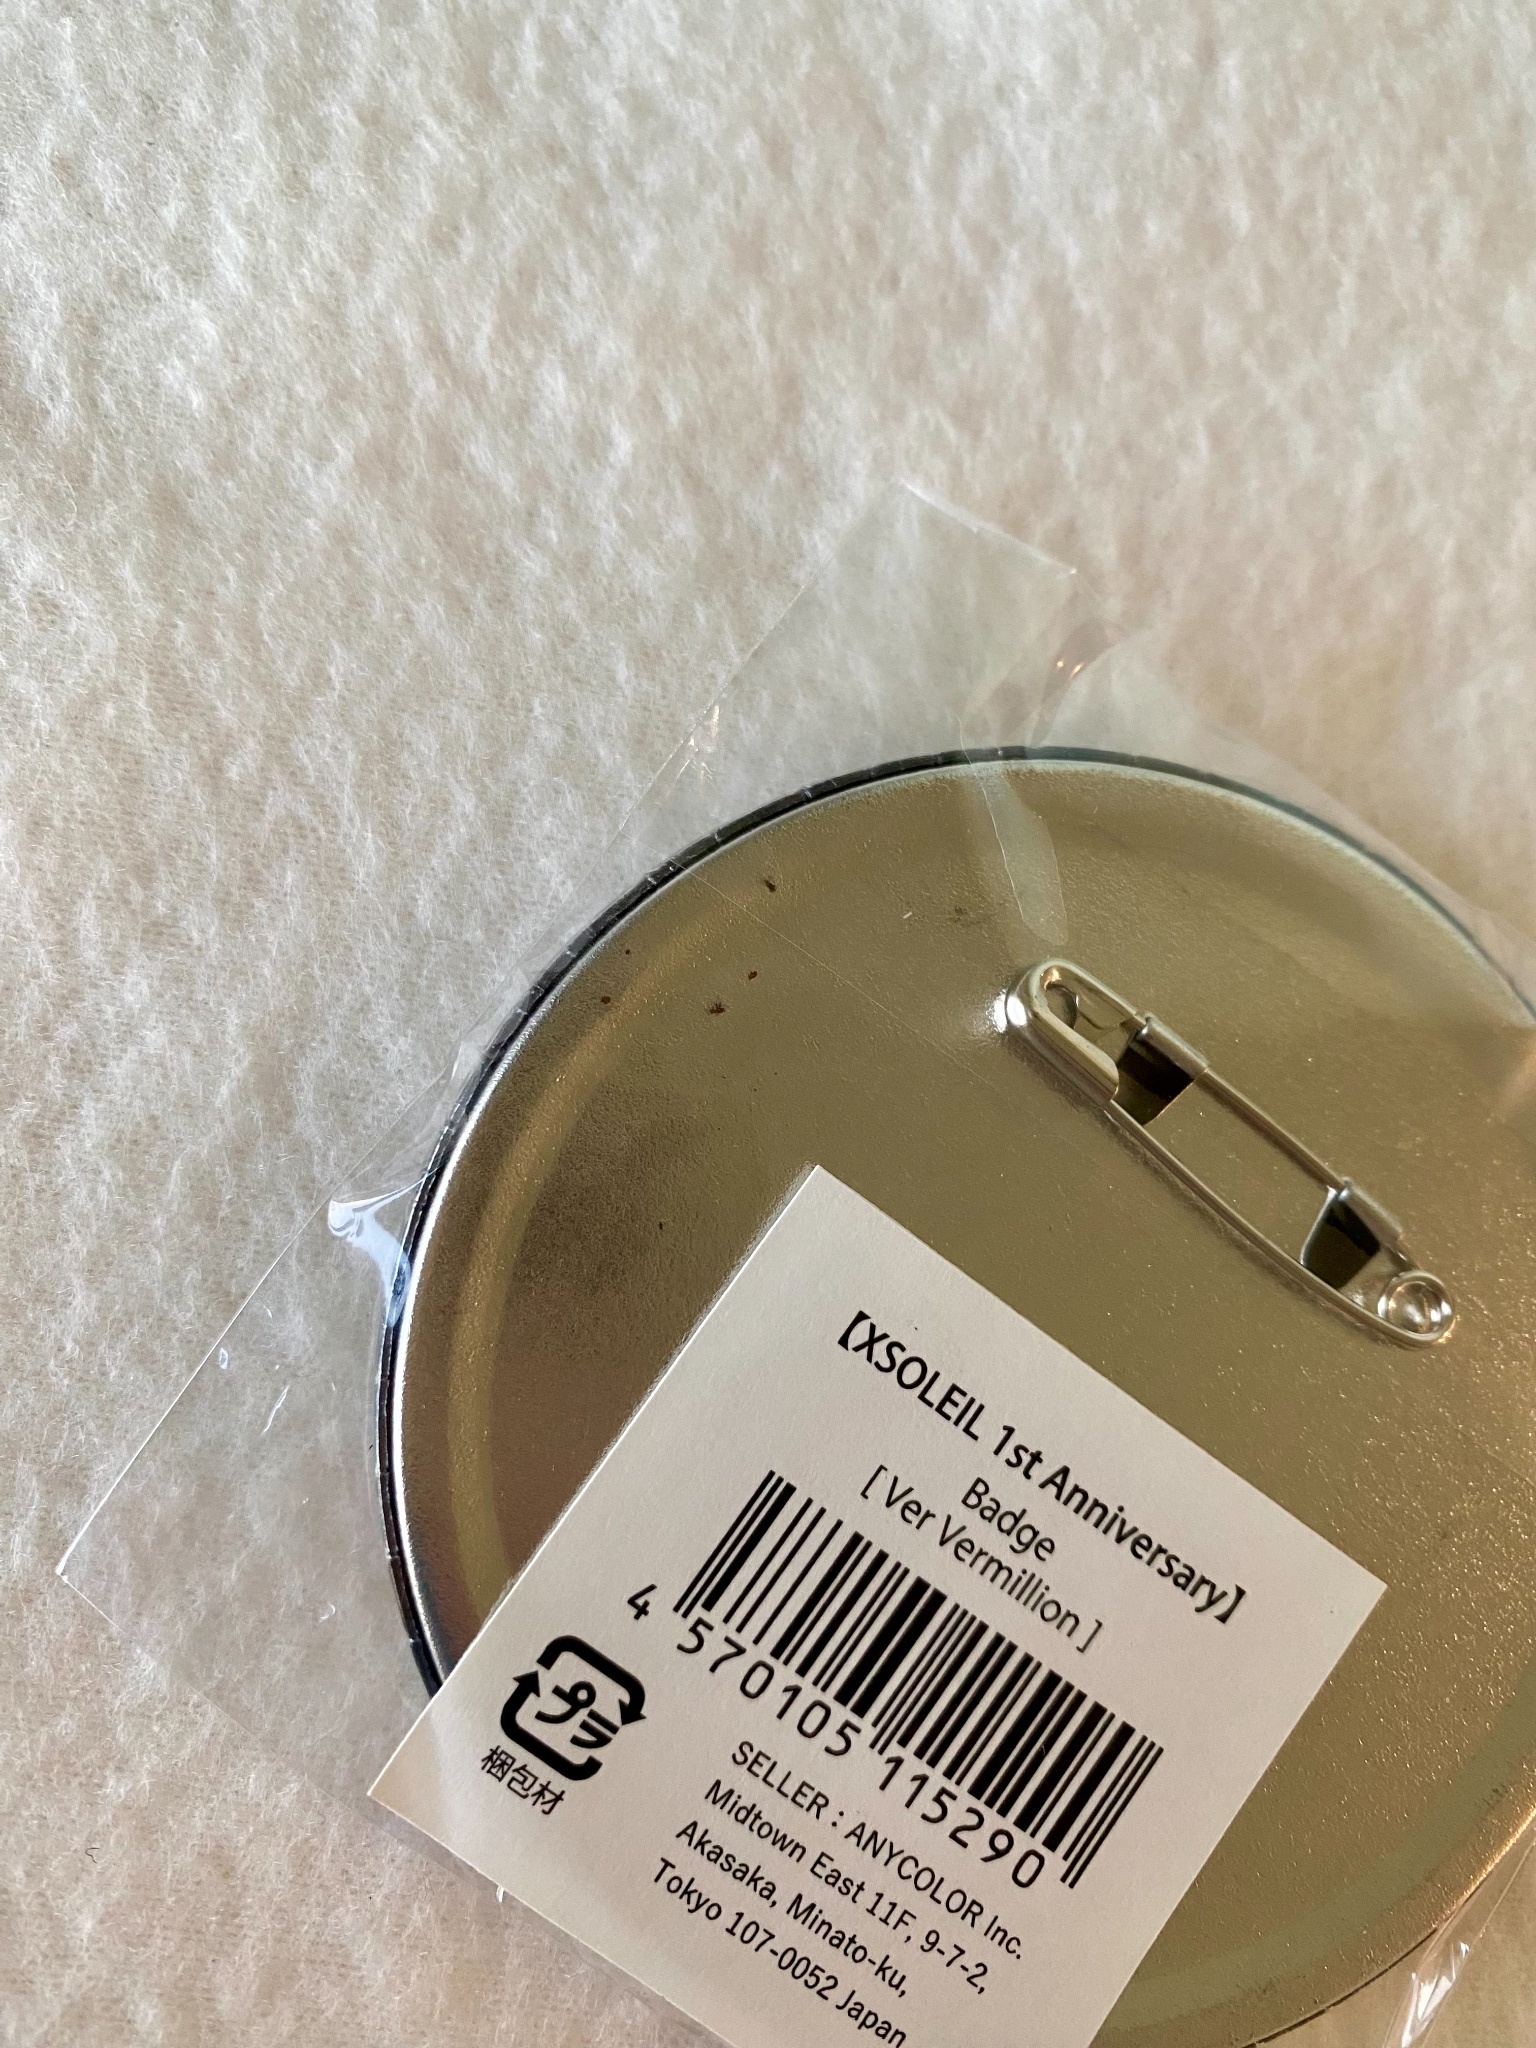 【XSOLEIL 1st Anniversary】
Badge
[ Ver Vermillion ]
4 570105 115290
プラ
梱包材
SELLER : ANYCOLOR Inc.
Midtown East 11F, 9-7-2,
Akasaka, Minato-ku,
Tokyo 107-0052 Japan